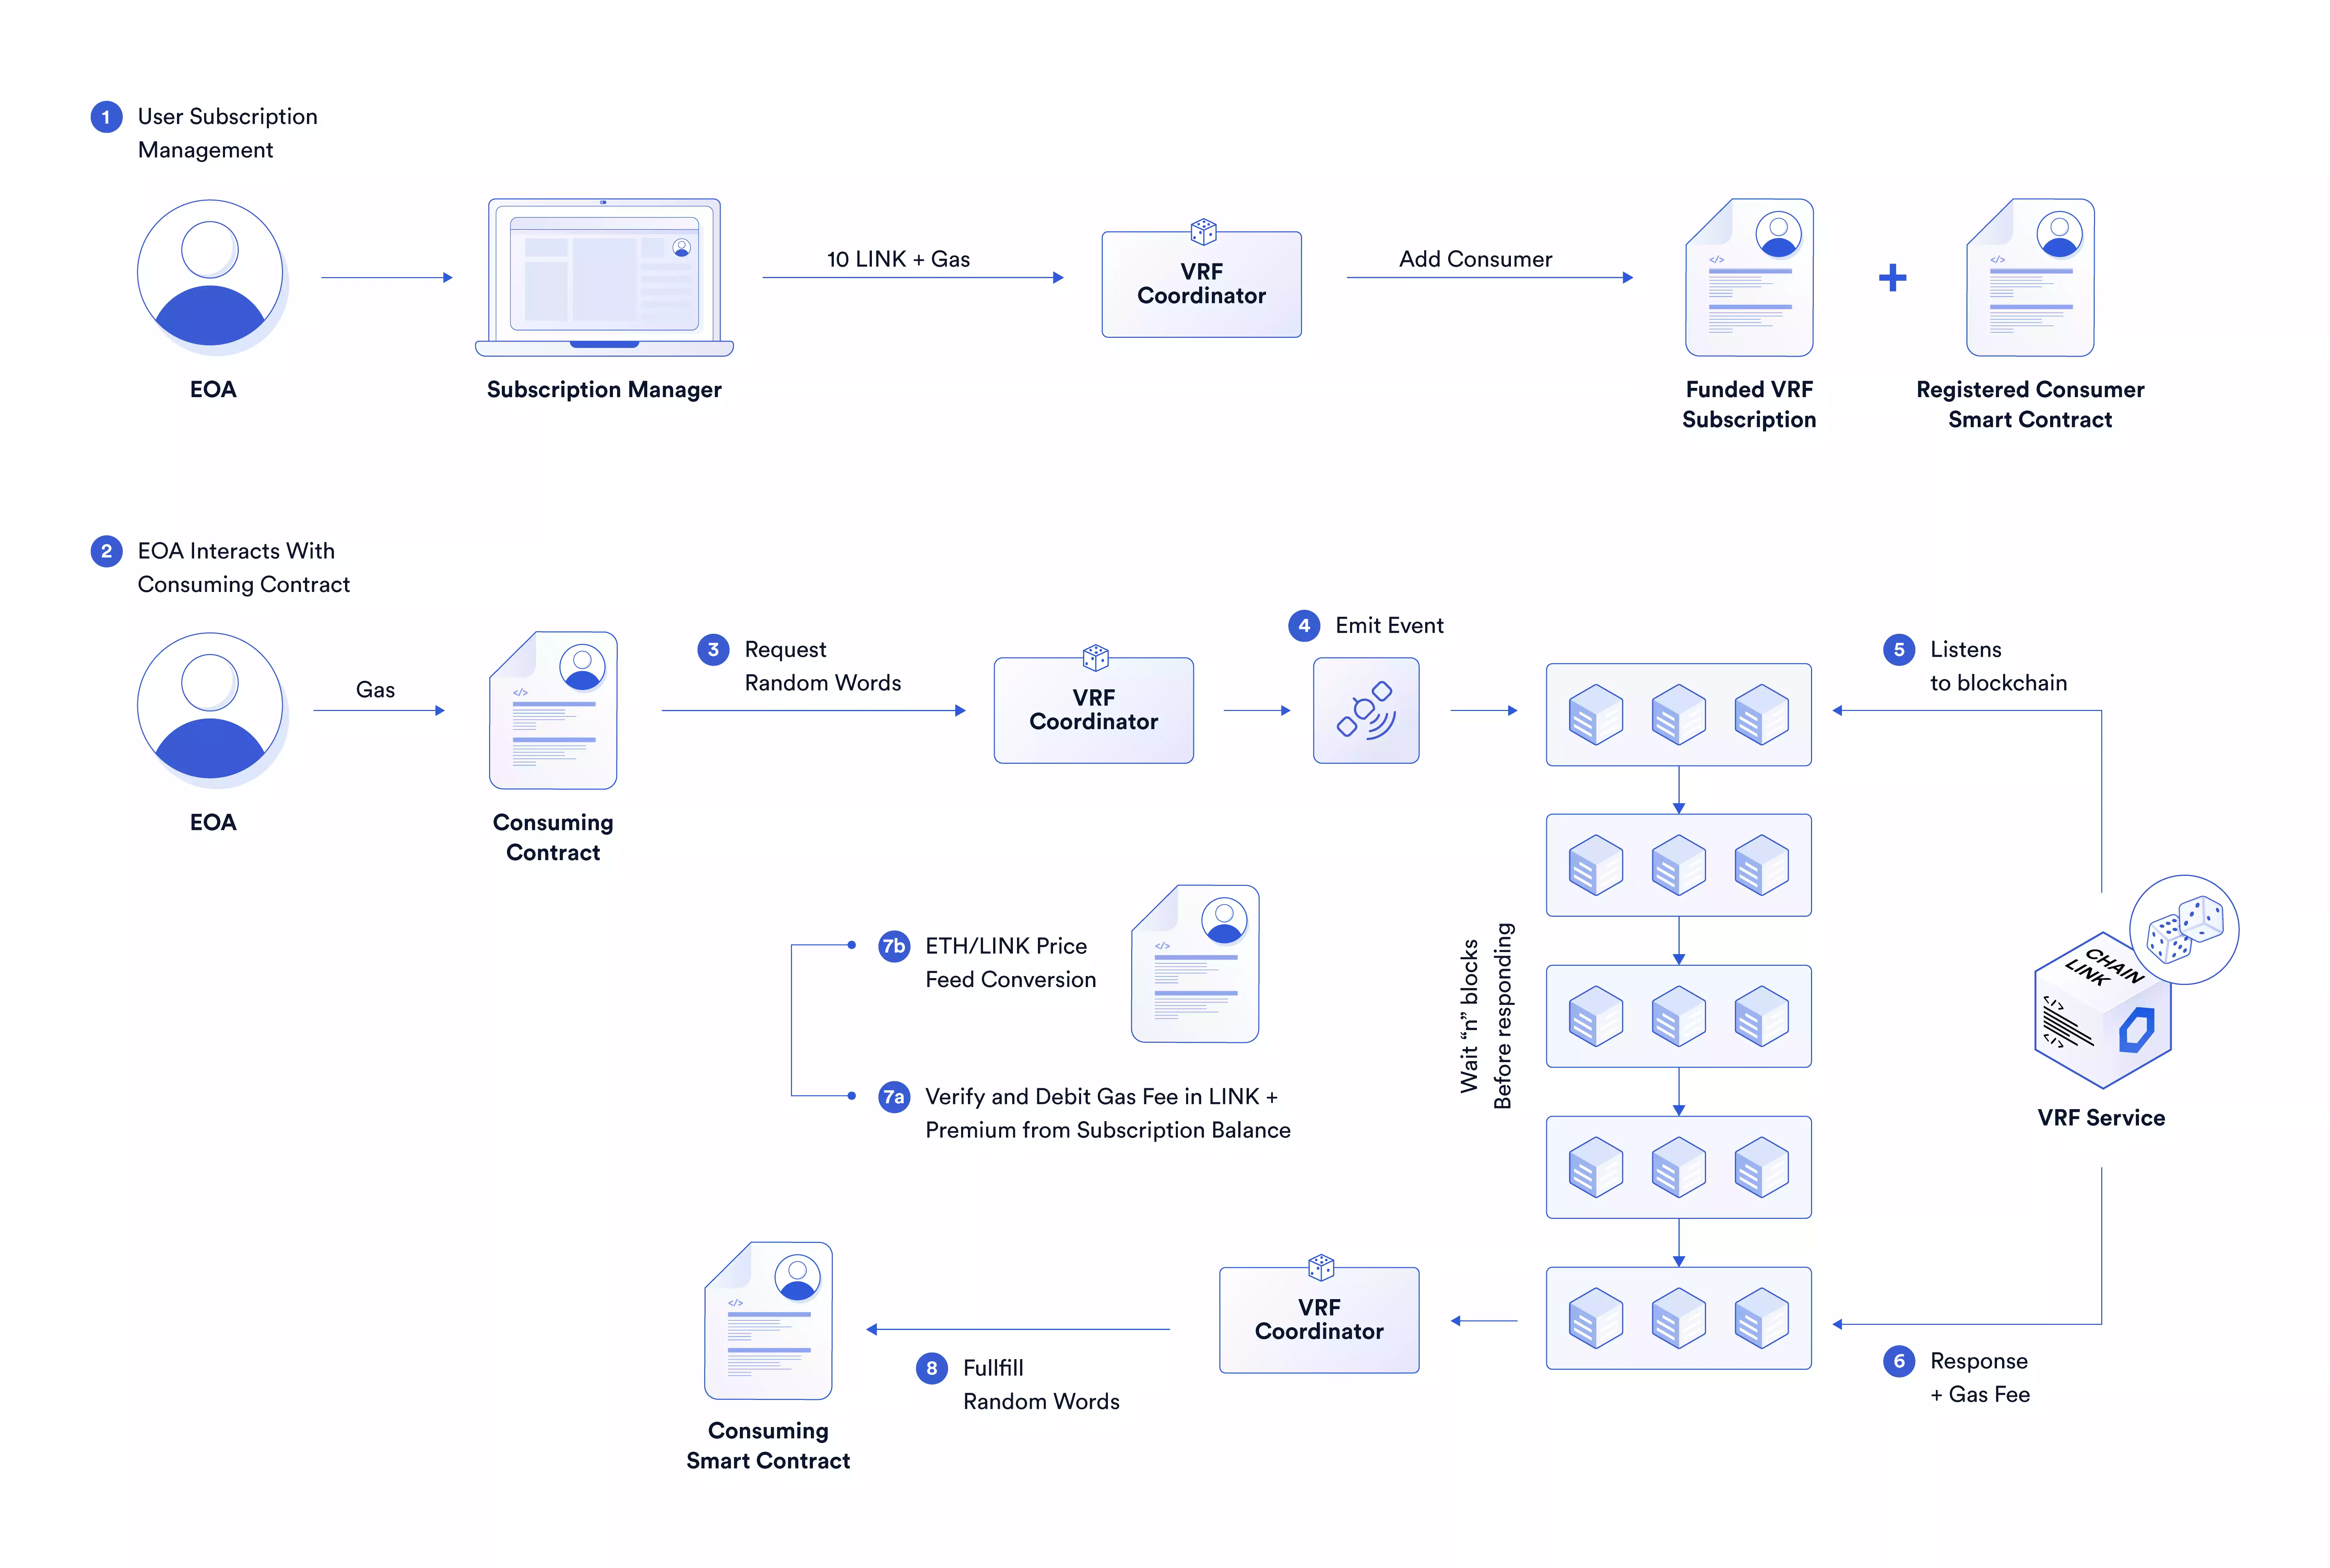 1 User Subscription
Management
EOA
Subscription Manager
10 LINK + Gas
VRF
Coordinator
Add Consumer
</>
Funded VRF
Subscription
+
</>
Registered Consumer
Smart Contract
2 EOA Interacts With
Consuming Contract
EOA
Gas
</>
Consuming
Contract
3 Request
Random Words
VRF
Coordinator
4 Emit Event
5 Listens
to blockchain
Wait “n” blocks
Before responding
CHAIN
LINK
</>
</>
VRF Service
6 Response
+ Gas Fee
7b ETH/LINK Price
Feed Conversion
</>
7a Verify and Debit Gas Fee in LINK +
Premium from Subscription Balance
VRF
Coordinator
8 Fullfill
Random Words
</>
Consuming
Smart Contract